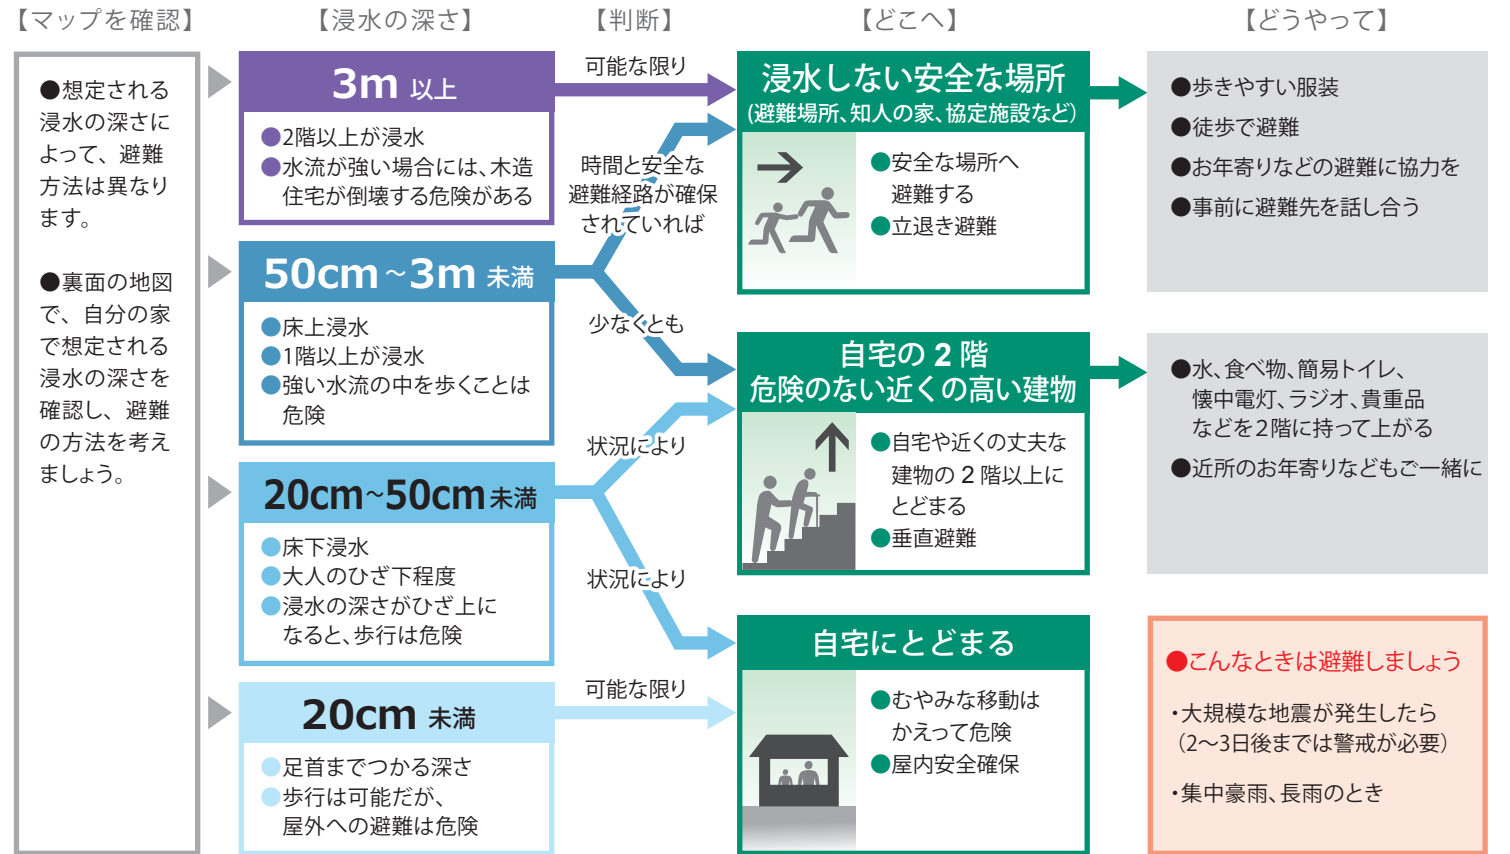 【マップを確認】
【浸水の深さ】
【判断】
【どこへ】
【どうやって】
●想定される
浸水の深さに
よって、避難
方法は異なり
ます。
●裏面の地図
で、自分の家
で想定される
浸水の深さを
確認し、避難
の方法を考え
ましょう。
3m 以上
●2階以上が浸水
●水流が強い場合には、木造
住宅が倒壊する危険がある
50cm～3m 未満
●床上浸水
●1階以上が浸水
●強い水流の中を歩くことは
危険
20cm~50cm未満
●床下浸水
●大人のひざ下程度
●浸水の深さがひざ上に
なると、歩行は危険
20cm 未満
●足首までつかる深さ
●歩行は可能だが、
屋外への避難は危険
可能な限り
時間と安全な
避難経路が確保
されていれば
少なくとも
状況により
状況により
可能な限り
浸水しない安全な場所
(避難場所、知人の家、協定施設など)
●安全な場所へ
避難する
●立退き避難
自宅の 2 階
危険のない近くの高い建物
●自宅や近くの丈夫な
建物の 2 階以上に
とどまる
●垂直避難
自宅にとどまる
●むやみな移動は
かえって危険
●屋内安全確保
●歩きやすい服装
●徒歩で避難
●お年寄りなどの避難に協力を
●事前に避難先を話し合う
●水、食べ物、簡易トイレ、
懐中電灯、ラジオ、貴重品
などを2階に持って上がる
●近所のお年寄りなどもご一緒に
●こんなときは避難しましょう
・大規模な地震が発生したら
（2～3日後までは警戒が必要）
・集中豪雨、長雨のとき